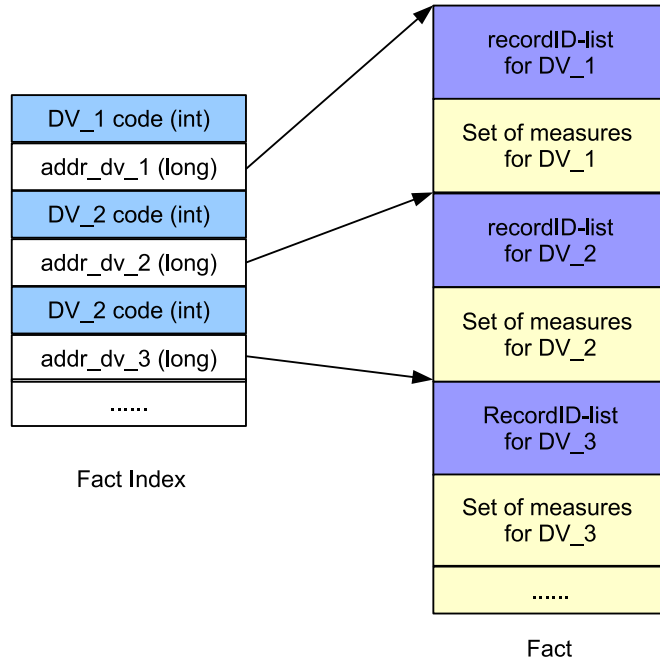 DV_1 code (int)
addr_dv_1 (long)
DV_2 code (int)
addr_dv_2 (long)
DV_2 code (int)
addr_dv_3 (long)
......
Fact Index
recordID-list
for DV_1
Set of measures
for DV_1
recordID-list
for DV_2
Set of measures
for DV_2
RecordID-list
for DV_3
Set of measures
for DV_3
......
Fact